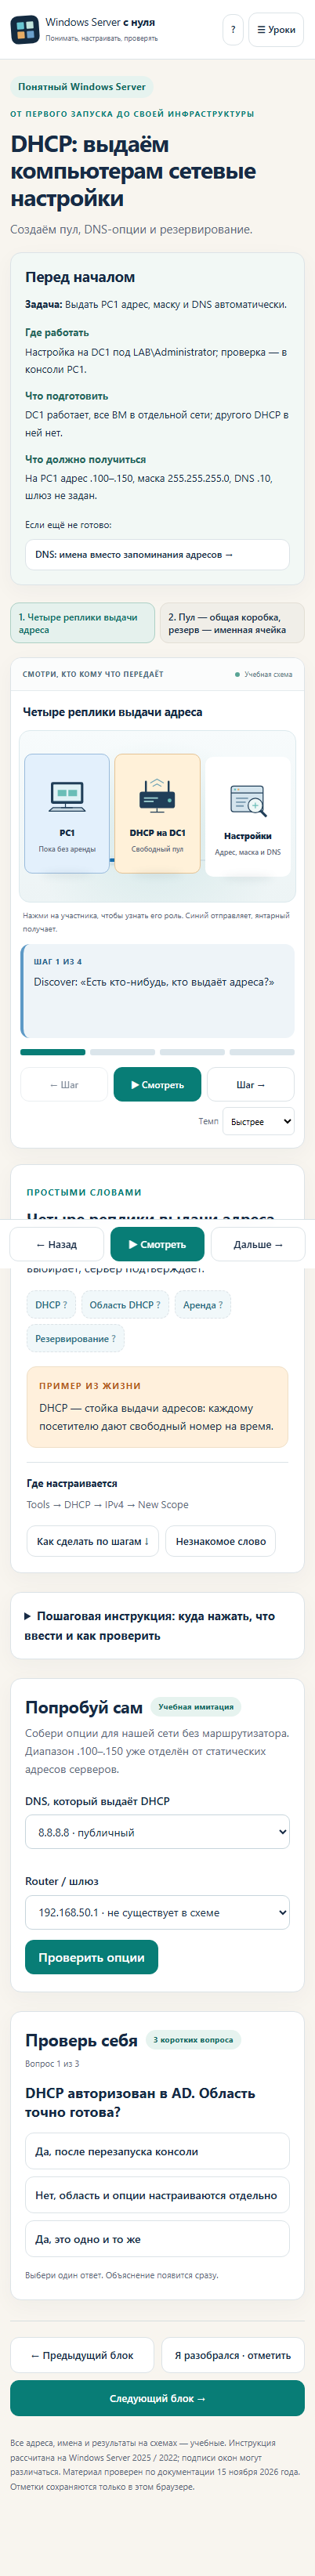 Windows Server с нуля
Понимать, настраивать, проверять
?
☰ Уроки
Понятный Windows Server
ОТ ПЕРВОГО ЗАПУСКА ДО СВОЕЙ ИНФРАСТРУКТУРЫ
DHCP: выдаём
компьютерам сетевые
настройки
Создаём пул, DNS-опции и резервирование.
Перед началом
Задача: Выдать PC1 адрес, маску и DNS автоматически.
Где работать
Настройка на DC1 под LAB\Administrator; проверка — в
консоли PC1.
Что подготовить
DC1 работает, все ВМ в отдельной сети; другого DHCP в
ней нет.
Что должно получиться
На PC1 адрес .100–.150, маска 255.255.255.0, DNS .10,
шлюз не задан.
Если ещё не готово:
DNS: имена вместо запоминания адресов →
1. Четыре реплики выдачи
адреса
2. Пул — общая коробка,
резерв — именная ячейка
СМОТРИ, КТО КОМУ ЧТО ПЕРЕДАЁТ
Учебная схема
Четыре реплики выдачи адреса
PC1
Пока без аренды
DHCP на DC1
Свободный пул
Настройки
Адрес, маска и DNS
Нажми на участника, чтобы узнать его роль. Синий отправляет, янтарный
получает.
ШАГ 1 ИЗ 4
Discover: «Есть кто-нибудь, кто выдаёт адреса?»
← Шаг
▶ Смотреть
Шаг →
Темп
Быстрее
ПРОСТЫМИ СЛОВАМИ
Четыре реплики выдачи адреса
← Назад
▶ Смотреть
Дальше →
выбирает, сервер подтверждает.
DHCP ?
Область DHCP ?
Аренда ?
Резервирование ?
ПРИМЕР ИЗ ЖИЗНИ
DHCP — стойка выдачи адресов: каждому
посетителю дают свободный номер на время.
Где настраивается
Tools → DHCP → IPv4 → New Scope
Как сделать по шагам ↓
Незнакомое слово
▶ Пошаговая инструкция: куда нажать, что
ввести и как проверить
Попробуй сам
Учебная имитация
Собери опции для нашей сети без маршрутизатора.
Диапазон .100–.150 уже отделён от статических
адресов серверов.
DNS, который выдаёт DHCP
8.8.8.8 · публичный
Router / шлюз
192.168.50.1 · не существует в схеме
Проверить опции
Проверь себя
3 коротких вопроса
Вопрос 1 из 3
DHCP авторизован в AD. Область
точно готова?
Да, после перезапуска консоли
Нет, область и опции настраиваются отдельно
Да, это одно и то же
Выбери один ответ. Объяснение появится сразу.
← Предыдущий блок
Я разобрался · отметить
Следующий блок →
Все адреса, имена и результаты на схемах — учебные. Инструкция
рассчитана на Windows Server 2025 / 2022; подписи окон могут
различаться. Материал проверен по документации 15 ноября 2026 года.
Отметки сохраняются только в этом браузере.